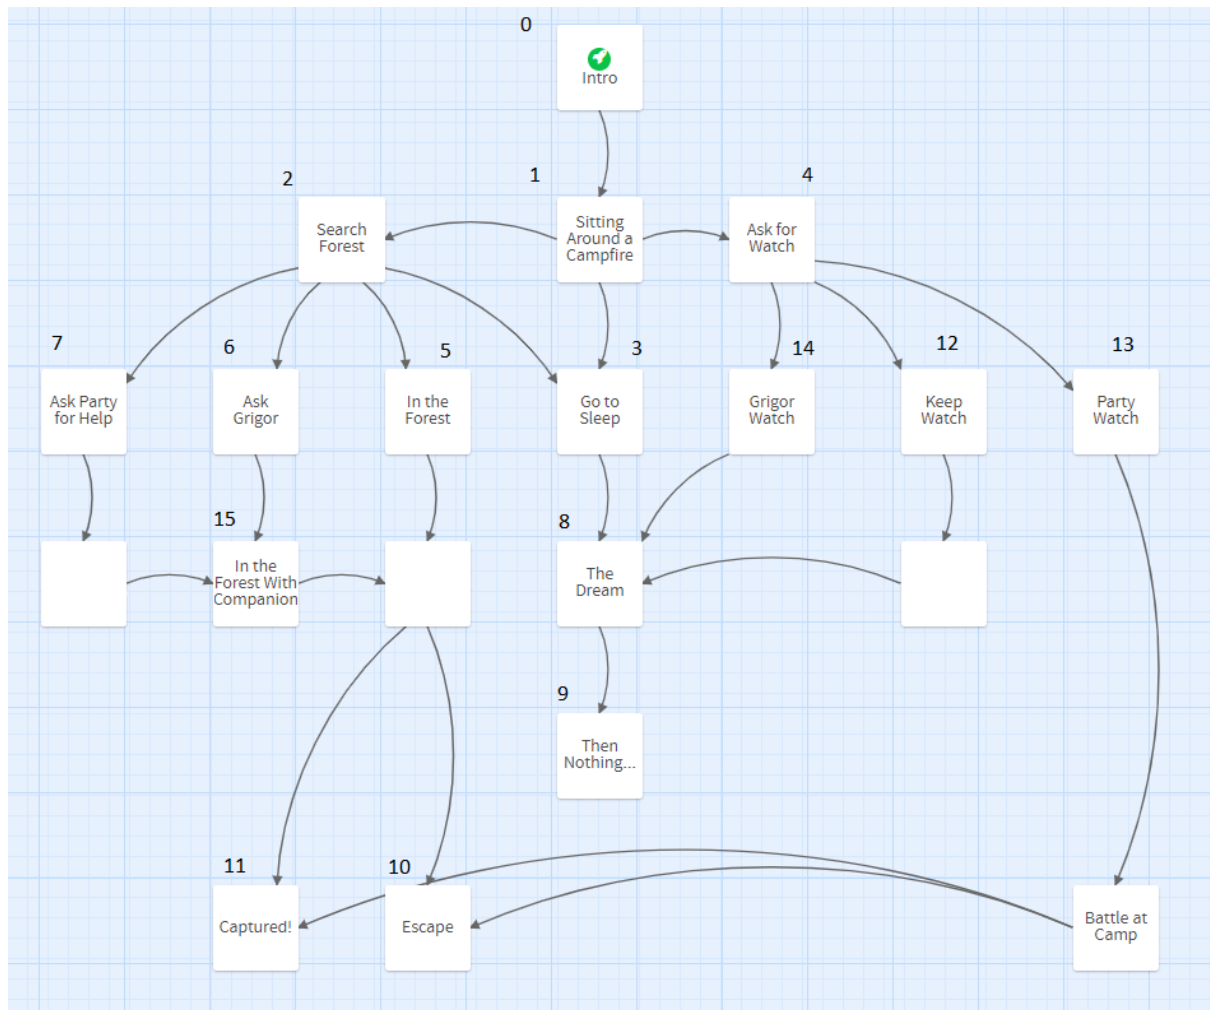 0
Intro
2
1
4
Search
Forest
Sitting
Around a
Campfire
Ask for
Watch
7
6
5
3
14
12
13
Ask Party
for Help
Ask
Grigor
In the
Forest
Go to
Sleep
Grigor
Watch
Keep
Watch
Party
Watch
15
8
In the
Forest With
Companion
The
Dream
9
Then
Nothing...
11
10
Captured!
Escape
Battle at
Camp